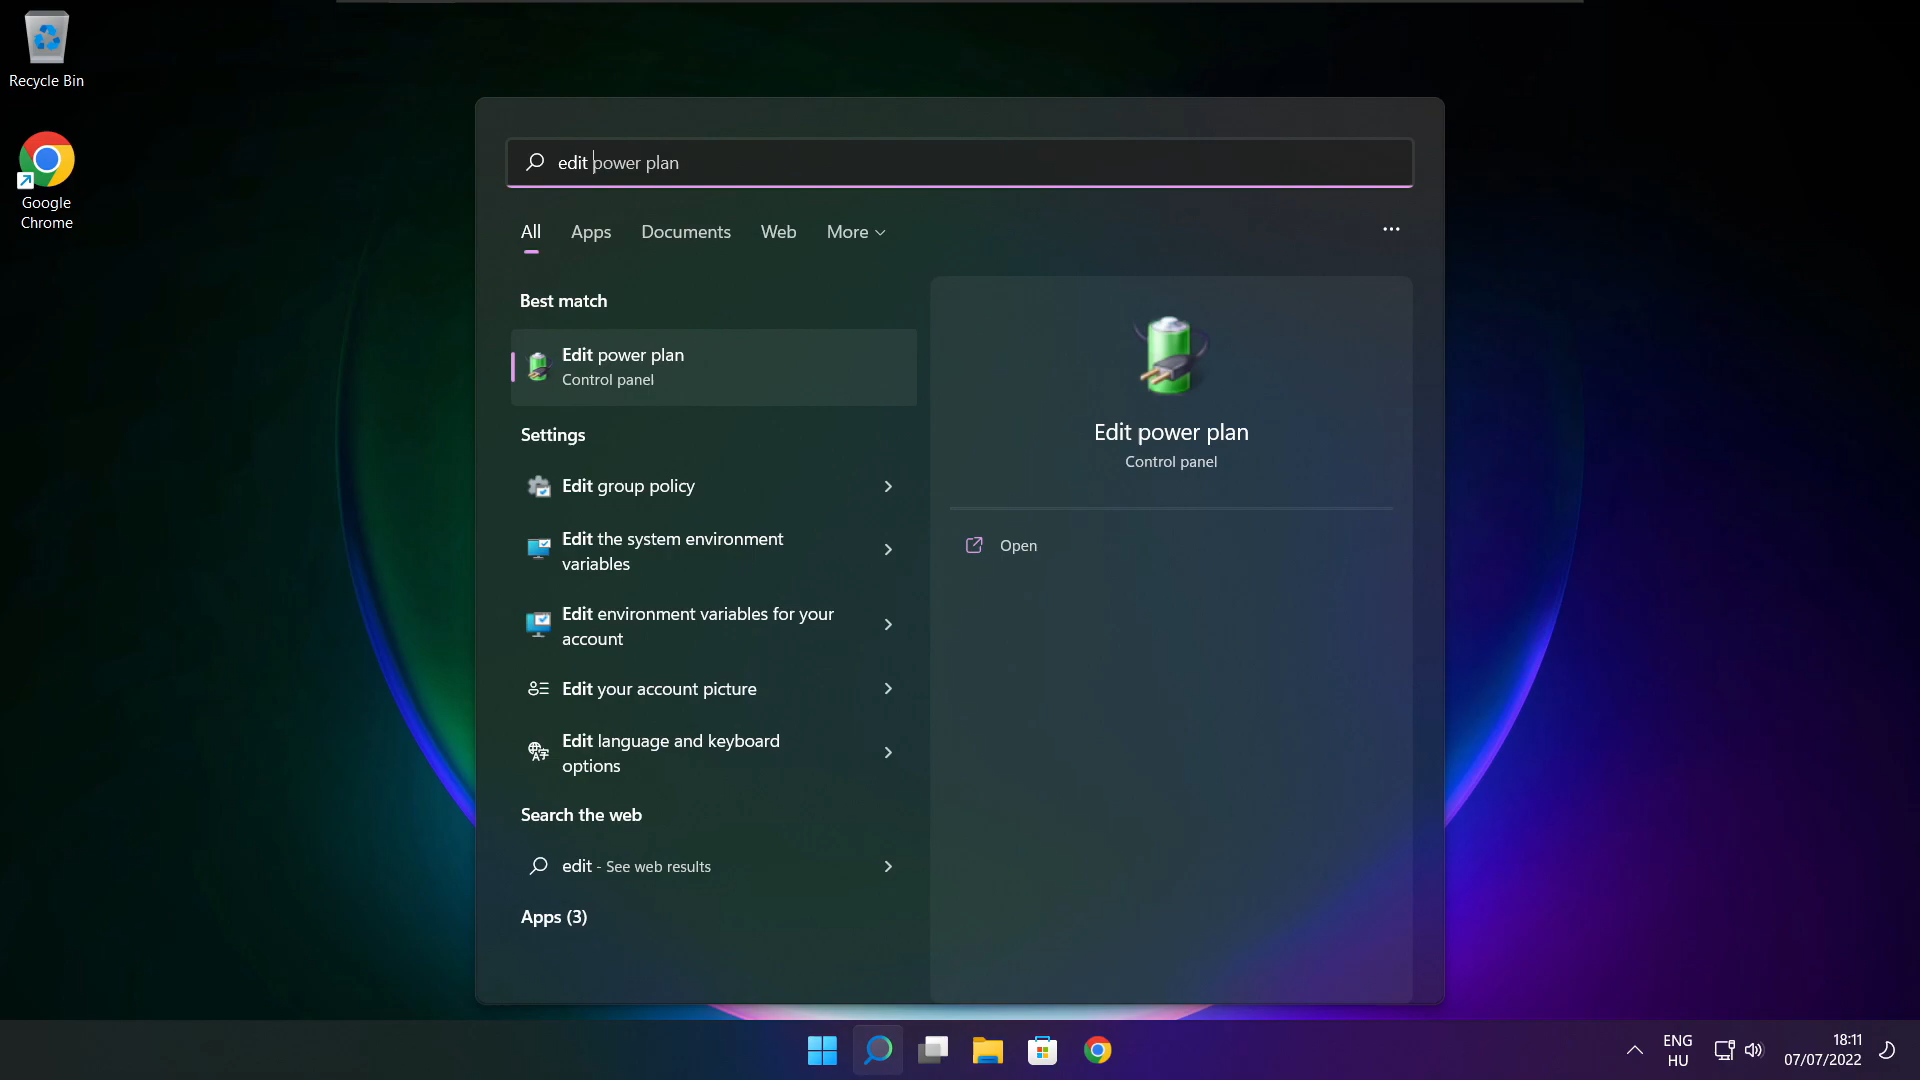 Recycle Bin
Google
Chrome
edit power plan
All Apps Documents Web More
Best match
Edit power plan
Control panel
Settings
Edit group policy
Edit the system environment
variables
Edit environment variables for your
account
Edit your account picture
Edit language and keyboard
options
Search the web
edit - See web results
Apps (3)
Edit power plan
Control panel
Open
ENG
HU
18:11
07/07/2022